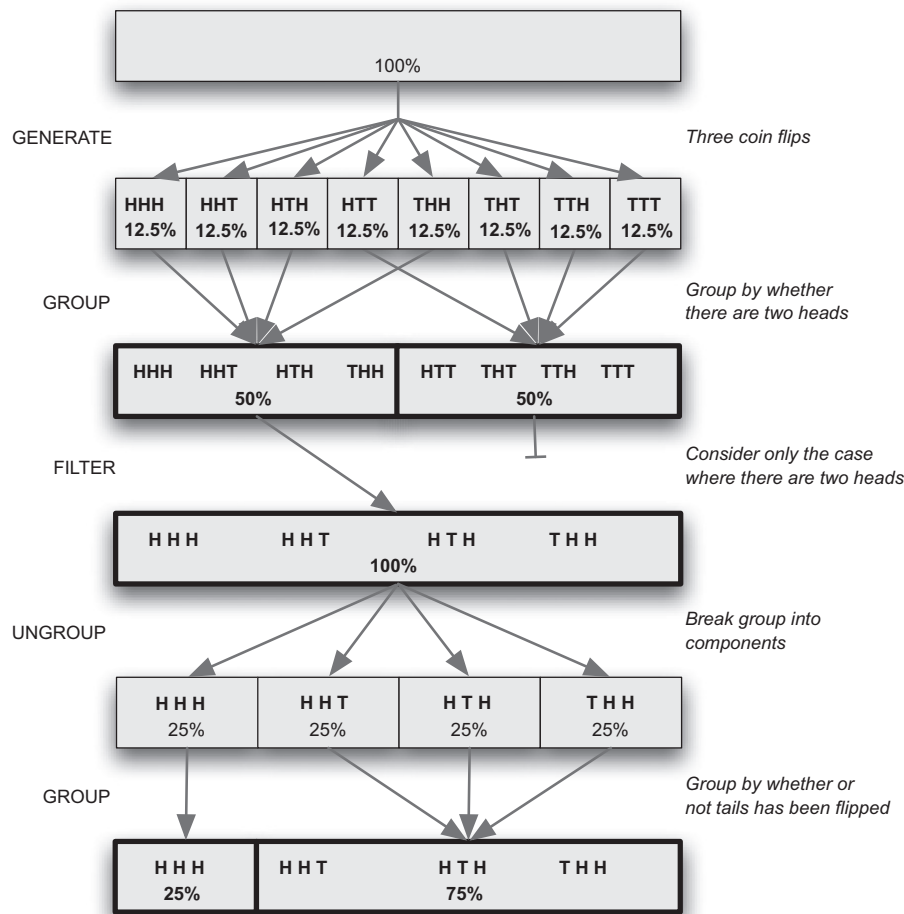 100%
GENERATE
Three coin flips
HHH HHT HTH HTT THH THT TTH TTT
12.5% 12.5% 12.5% 12.5% 12.5% 12.5% 12.5% 12.5%
GROUP
Group by whether
there are two heads
HHH HHT HTH THH HTT THT TTH TTT
50% 50%
FILTER
Consider only the case
where there are two heads
H H H H H T H T H T H H
100%
UNGROUP
Break group into
components
H H H H H T H T H T H H
25% 25% 25% 25%
GROUP
Group by whether or
not tails has been flipped
H H H H H T H T H T H H
25% 75%